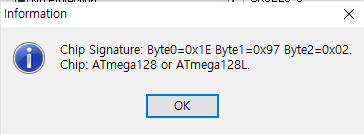 Information
Chip Signature: Byte0=0x1E Byte1=0x97 Byte2=0x02.
Chip: ATmega128 or ATmega128L.
OK